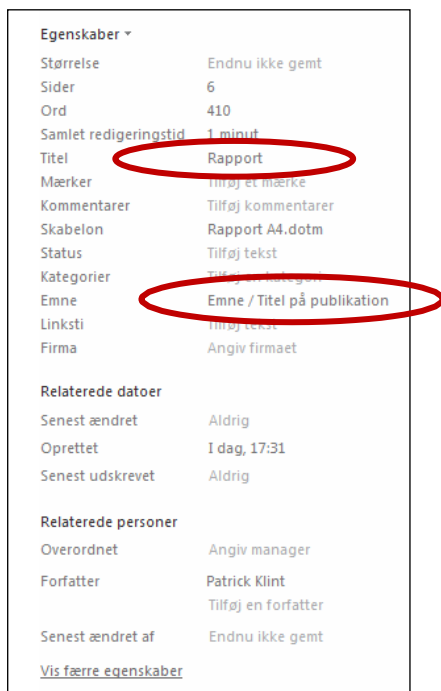 Egenskaber
Størrelse Endnu ikke gemt
Sider 6
Ord 410
Samlet redigeringstid 1 minut
Titel Rapport
Mærker Tilføj et mærke
Kommentarer Tilføj kommentarer
Skabelon Rapport A4.dotm
Status Tilføj tekst
Kategorier Tilføj en kategori
Emne Emne / Titel på publikation
Linksti Tilføj tekst
Firma Angiv firmaet
Relaterede datoer
Senest ændret Aldrig
Oprettet I dag, 17:31
Senest udskrevet Aldrig
Relaterede personer
Overordnet Angiv manager
Forfatter Patrick Klint
Tilføj en forfatter
Senest ændret af Endnu ikke gemt
Vis færre egenskaber